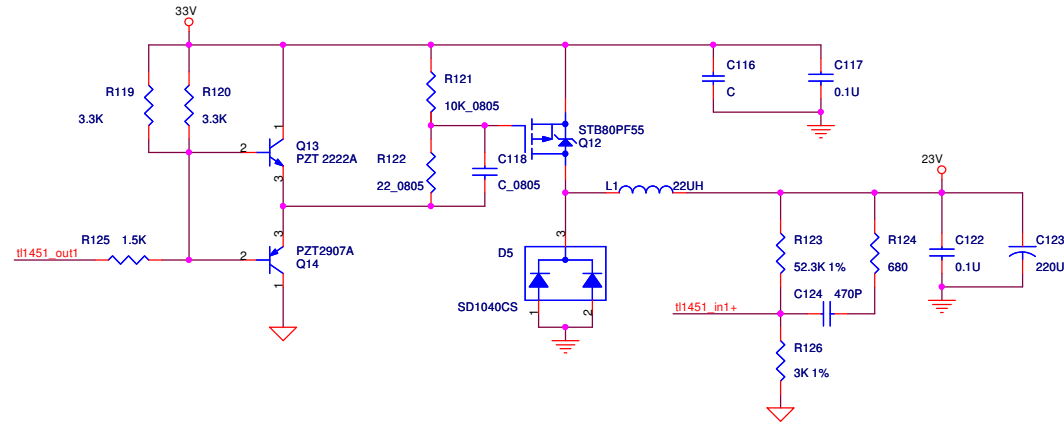 33V
R119
3.3K
R120
3.3K
R121
10K_0805
C116
C
C117
0.1U
1
2
Q13
PZT 2222A
3
STB80PF55
Q12
R122
22_0805
C118
C_0805
23V
L1
22UH
tl1451_out1
R125
1.5K
3
2
PZT2907A
Q14
1
3
D5
SD1040CS
1
2
R123
52.3K 1%
R124
680
C122
0.1U
C123
220U
C124
470P
tl1451_in1+
R126
3K 1%